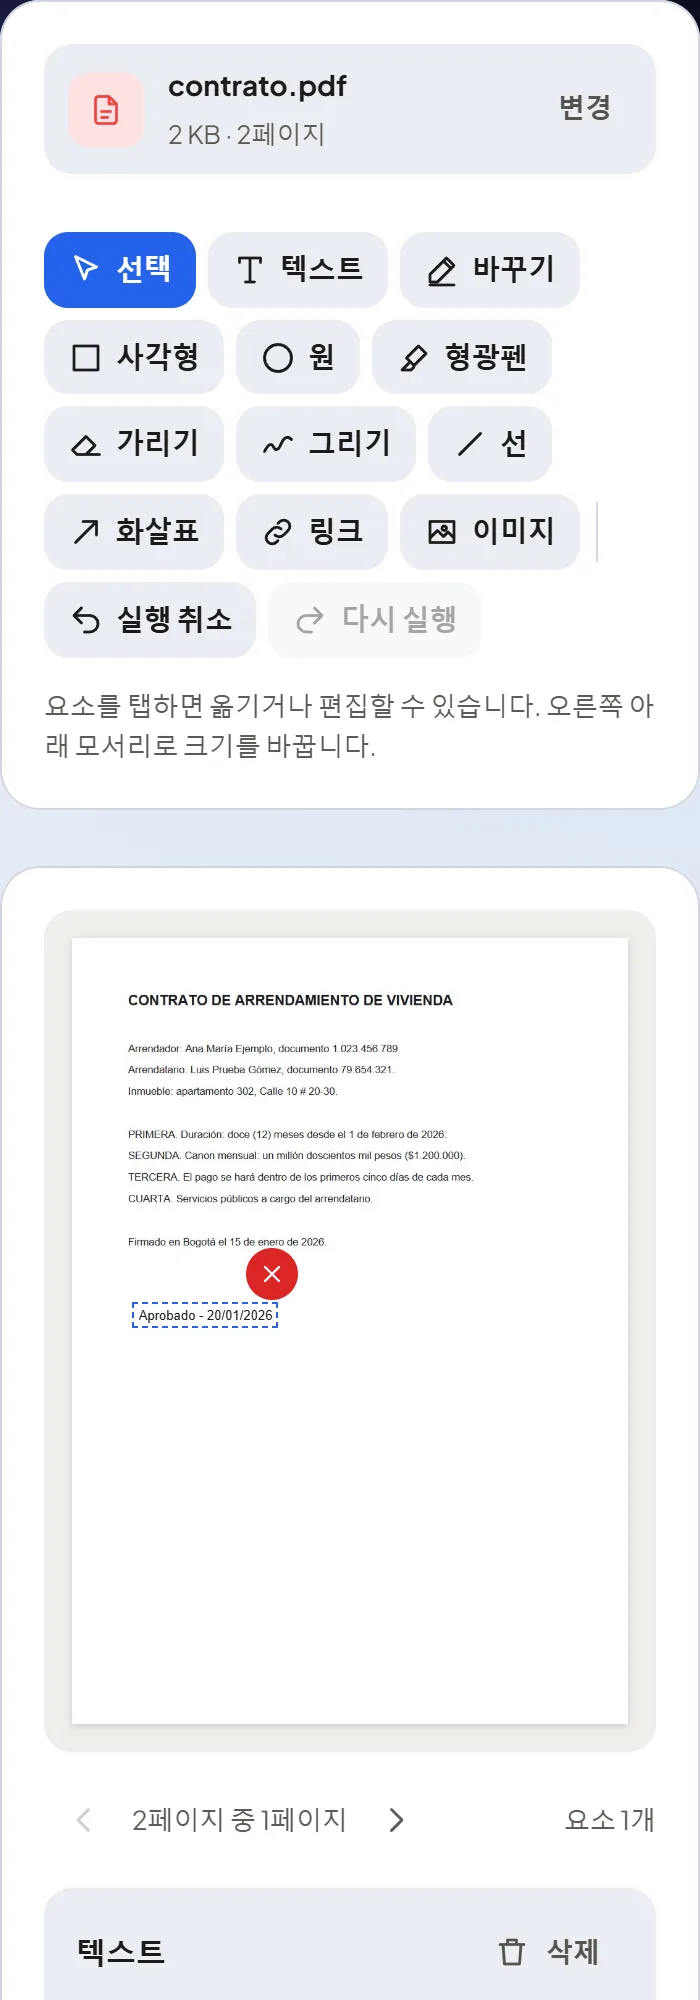 contrato.pdf
2 KB · 2페이지
변경
선택
텍스트
바꾸기
사각형
원
형광펜
가리기
그리기
선
화살표
링크
이미지
실행 취소
다시 실행
요소를 탭하면 옮기거나 편집할 수 있습니다. 오른쪽 아
래 모서리로 크기를 바꿉니다.
CONTRATO DE ARRENDAMIENTO DE VIVIENDA
Arrendador: Ana María Ejemplo, documento 1.023.456.789.
Arrendatario: Luis Prueba Gómez, documento 79.654.321.
Inmueble: apartamento 302, Calle 10 # 20-30.
PRIMERA. Duración: doce (12) meses desde el 1 de febrero de 2026.
SEGUNDA. Canon mensual: un millón doscientos mil pesos ($1.200.000).
TERCERA. El pago se hará dentro de los primeros cinco días de cada mes.
CUARTA. Servicios públicos a cargo del arrendatario.
Firmado en Bogotá el 15 de enero de 2026.
Aprobado - 20/01/2026
2페이지 중 1페이지
요소 1개
텍스트
삭제